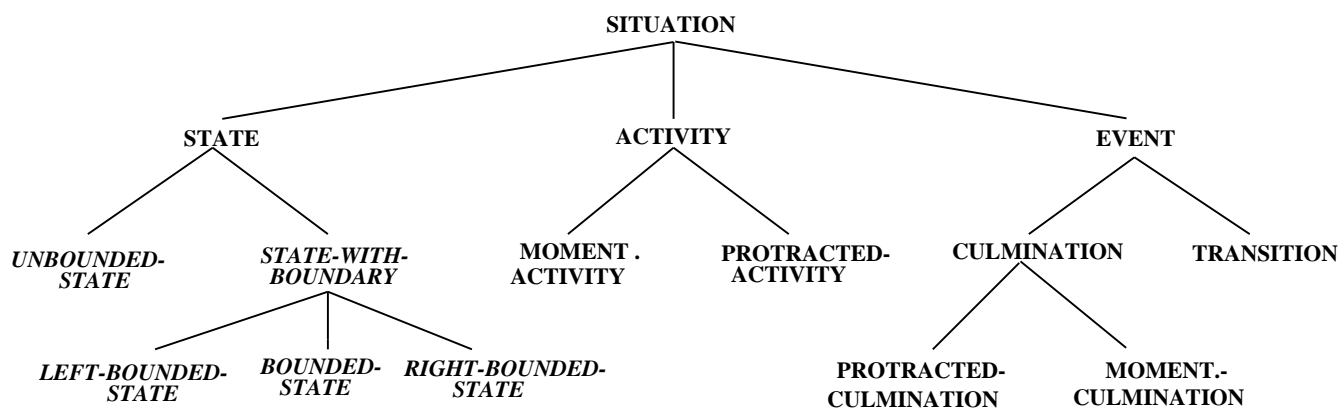 SITUATION
STATE
ACTIVITY
EVENT
UNBOUNDED-
STATE
STATE-WITH-
BOUNDARY
MOMENT .
ACTIVITY
PROTRACTED-
ACTIVITY
CULMINATION
TRANSITION
LEFT-BOUNDED-
STATE
BOUNDED-
STATE
RIGHT-BOUNDED-
STATE
PROTRACTED-
CULMINATION
MOMENT.-
CULMINATION